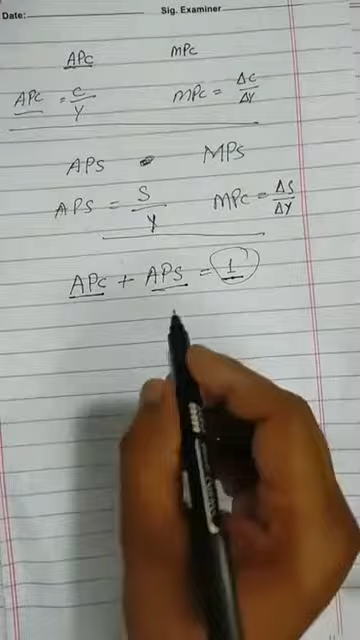 Date: Sig. Examiner
APC MPC
APC = C/Y MPC = ΔC/ΔY
APS MPS
APS = S/Y MPC = ΔS/ΔY
APC + APS = 1